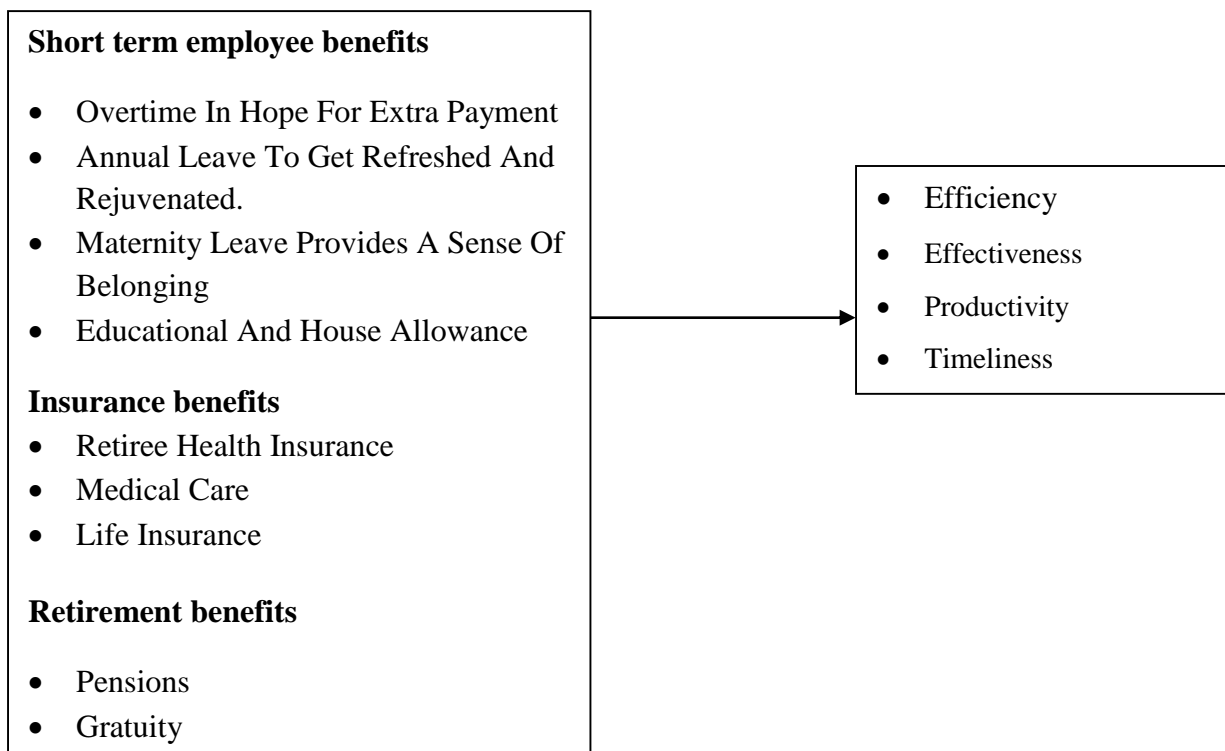 Short term employee benefits
• Overtime In Hope For Extra Payment
• Annual Leave To Get Refreshed And
Rejuvenated.
• Maternity Leave Provides A Sense Of
Belonging
• Educational And House Allowance
Insurance benefits
• Retiree Health Insurance
• Medical Care
• Life Insurance
Retirement benefits
• Pensions
• Gratuity
• Efficiency
• Effectiveness
• Productivity
• Timeliness